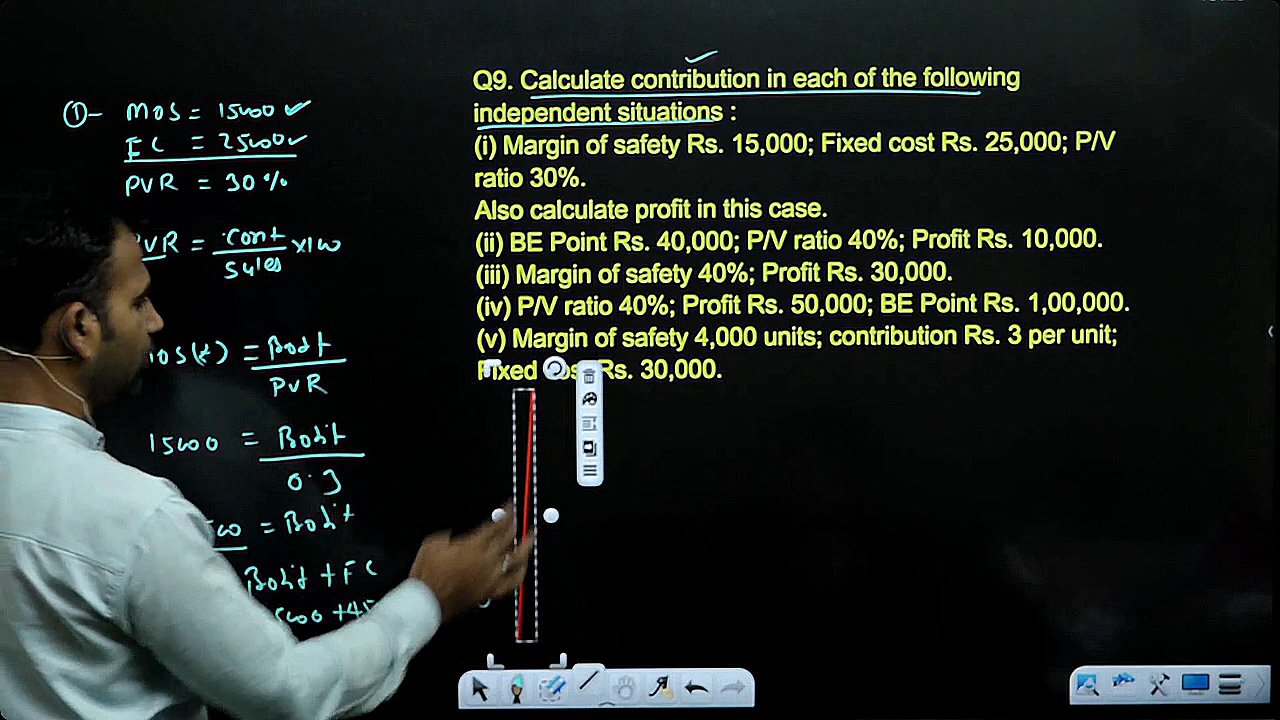 ①- MOS = 15000 ✓
FC = 25000 ✓
PVR = 30%
VR = Cont / Sales × 100
OS(₹) = Profit / PVR
15000 = Profit / 0.3
= Profit
Profit + FC
Q9. Calculate contribution in each of the following
independent situations :
(i) Margin of safety Rs. 15,000; Fixed cost Rs. 25,000; P/V
ratio 30%.
Also calculate profit in this case.
(ii) BE Point Rs. 40,000; P/V ratio 40%; Profit Rs. 10,000.
(iii) Margin of safety 40%; Profit Rs. 30,000.
(iv) P/V ratio 40%; Profit Rs. 50,000; BE Point Rs. 1,00,000.
(v) Margin of safety 4,000 units; contribution Rs. 3 per unit;
Fixed Rs. 30,000.